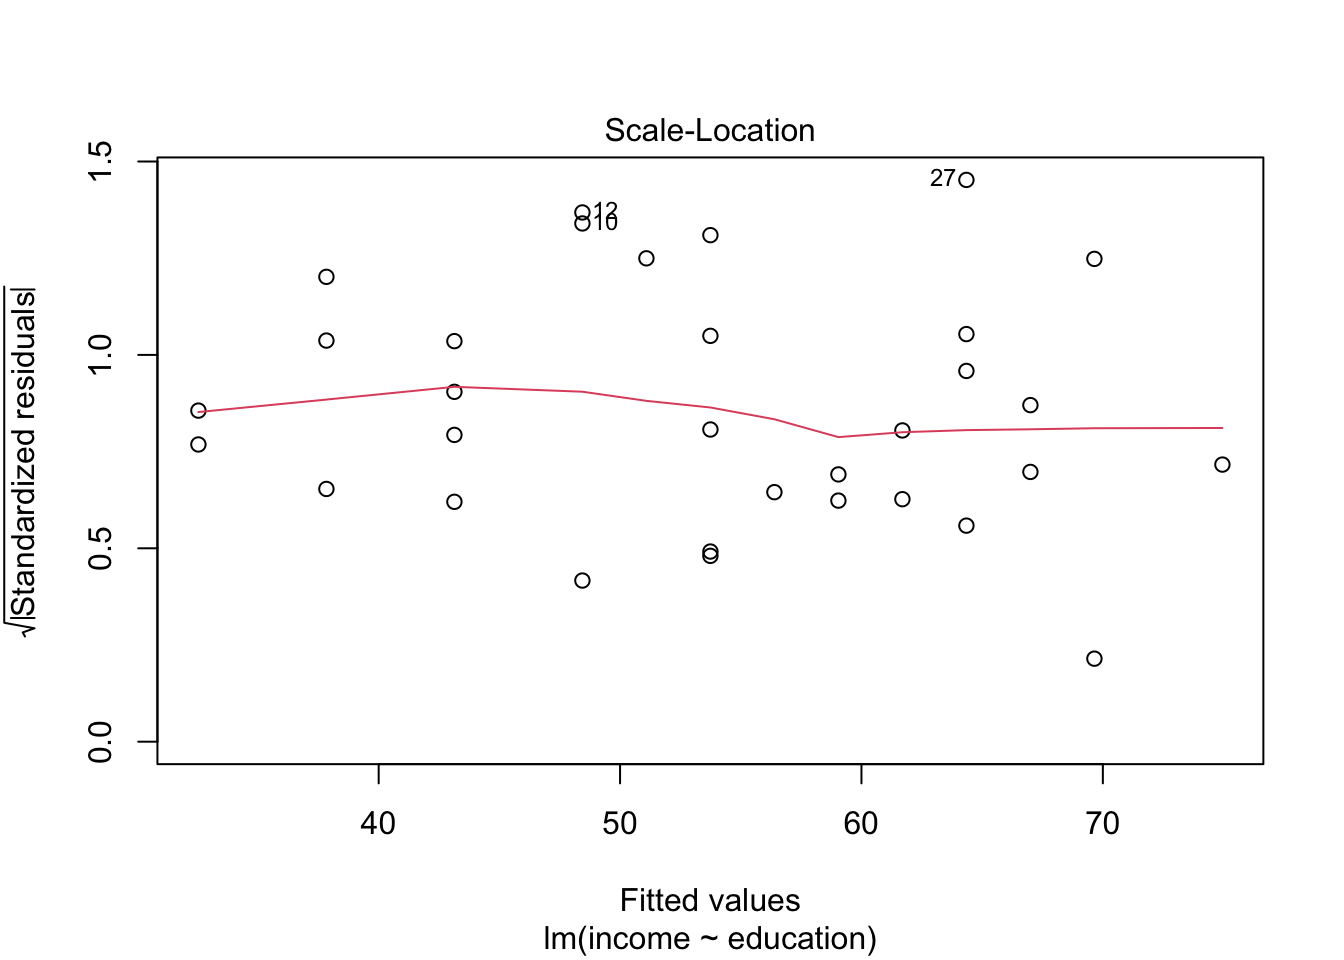 Scale-Location
√|Standardized residuals|
1.5
1.0
0.5
0.0
27
12
10
40 50 60 70
Fitted values
lm(income ~ education)